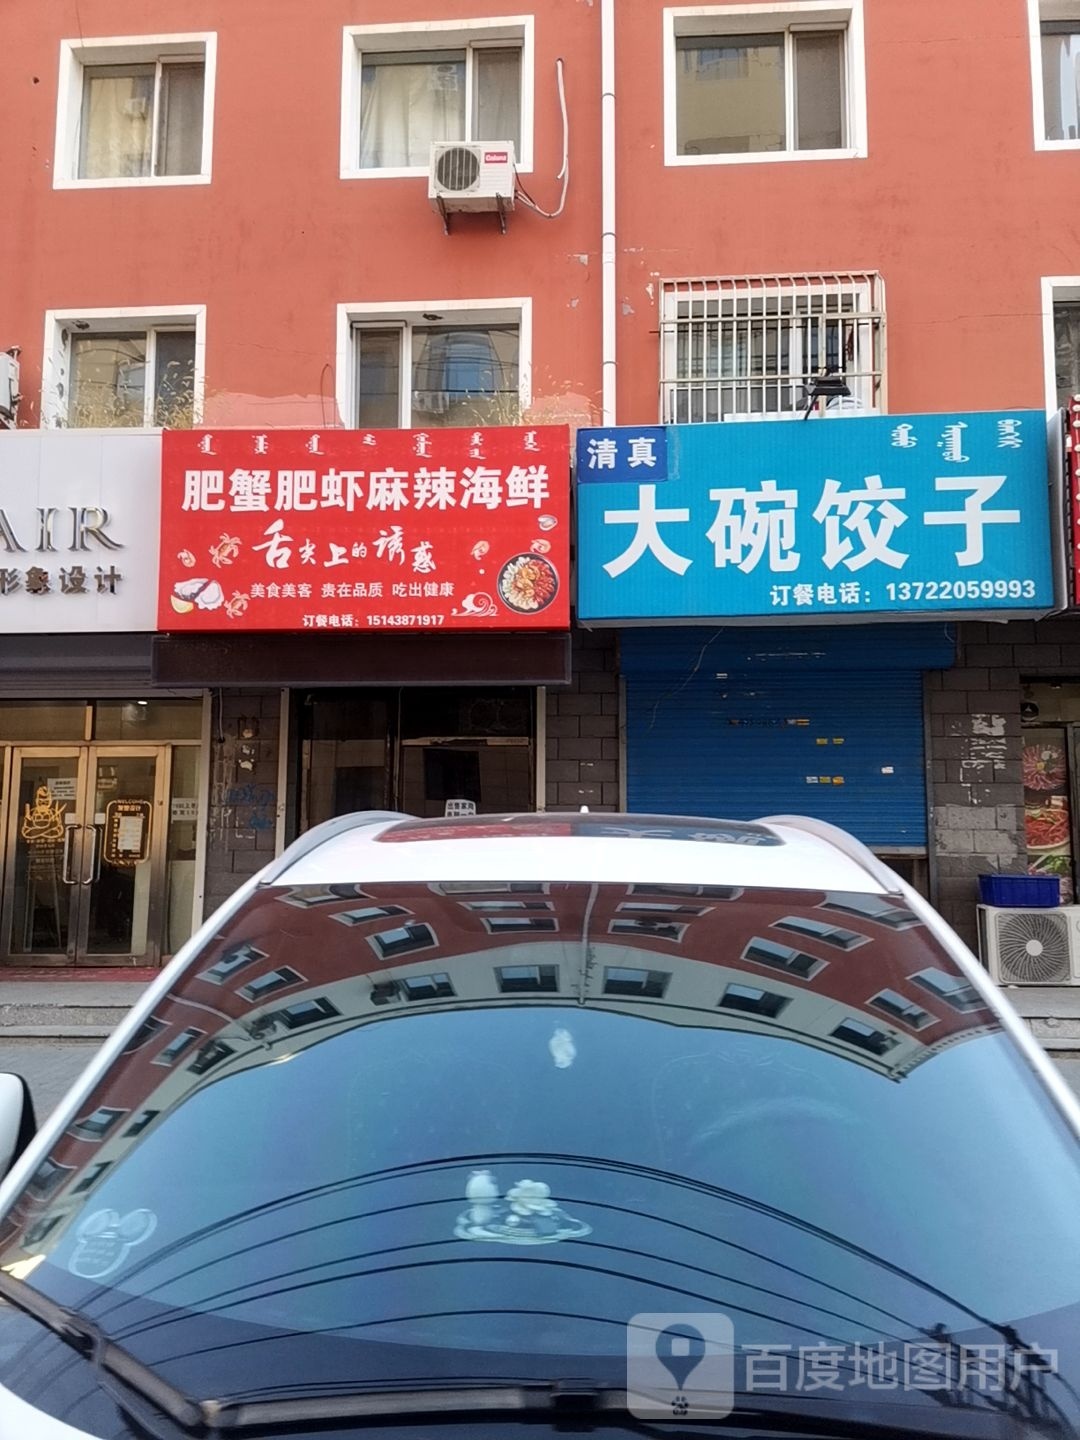 AIR
形象设计
肥蟹肥虾麻辣海鲜
舌尖上的诱惑
美食美客 贵在品质 吃出健康
订餐电话：15143871917
清真
大碗饺子
订餐电话：13722059993
WELCOME
百度地图用户